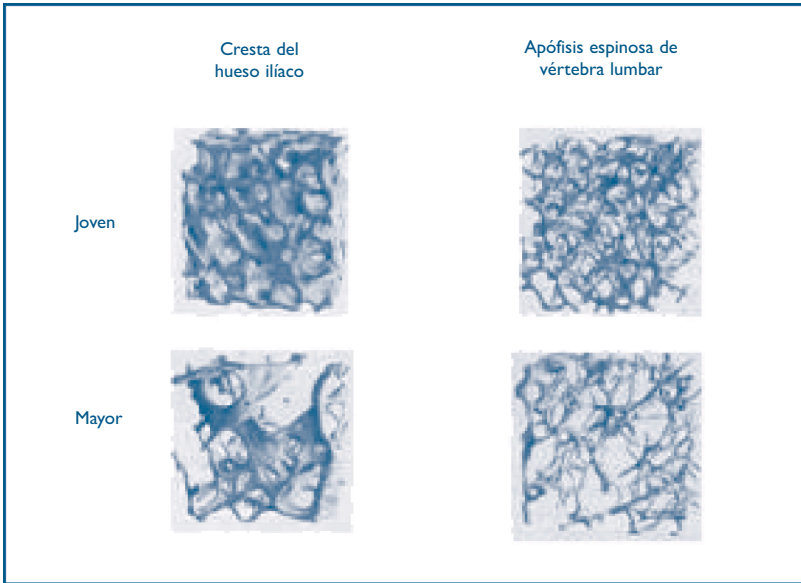 Cresta del
hueso ilíaco
Apófisis espinosa de
vértebra lumbar
Joven
Mayor